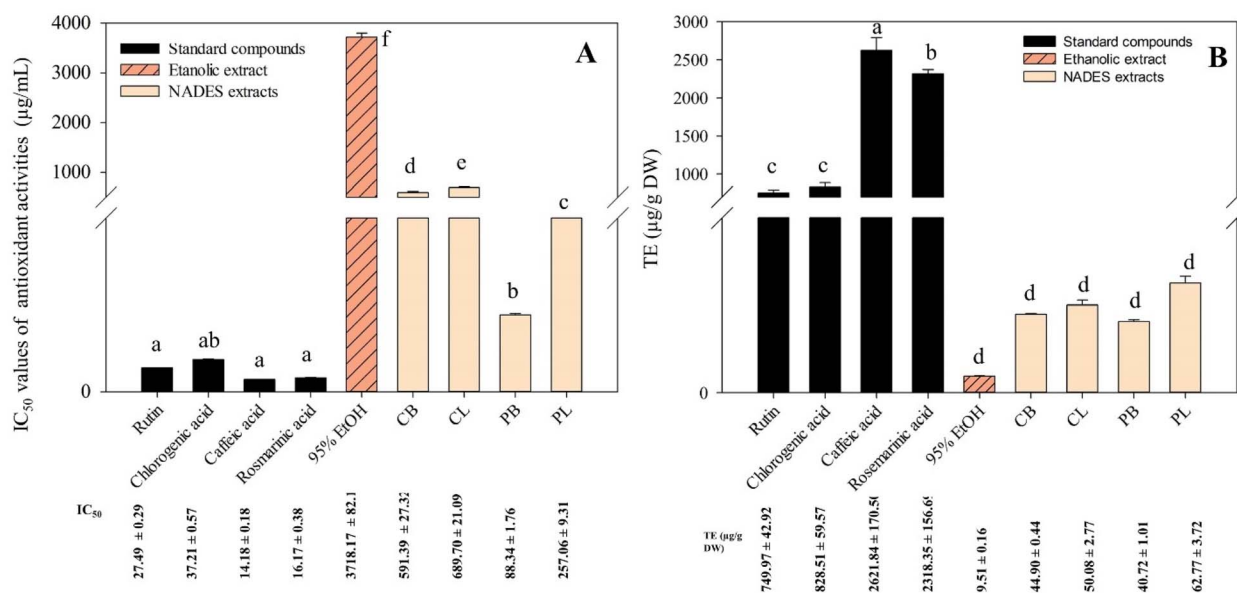 A
IC50 values of antioxidant activities (µg/mL)
4000
3000
2000
1000
0
Standard compounds
Etanolic extract
NADES extracts
a
ab
a
a
f
d
e
b
c
Rutin
Chlorogenic acid
Caffeic acid
Rosmarinic acid
95% EtOH
CB
CL
PB
PL
IC50
27.49 ± 0.29
37.21 ± 0.57
14.18 ± 0.18
16.17 ± 0.38
3718.17 ± 82.1
591.39 ± 27.32
689.70 ± 21.09
88.34 ± 1.76
257.06 ± 9.31
B
TE (µg/g DW)
3000
2500
2000
1500
1000
0
Standard compounds
Ethanolic extract
NADES extracts
c
c
a
b
d
d
d
d
d
Rutin
Chlorogenic acid
Caffeic acid
Rosemarinic acid
95% EtOH
CB
CL
PB
PL
TE (µg/g
DW)
749.97 ± 42.92
828.51 ± 59.57
2621.84 ± 170.50
2318.35 ± 156.69
9.51 ± 0.16
44.90 ± 0.44
50.08 ± 2.77
40.72 ± 1.01
62.77 ± 3.72